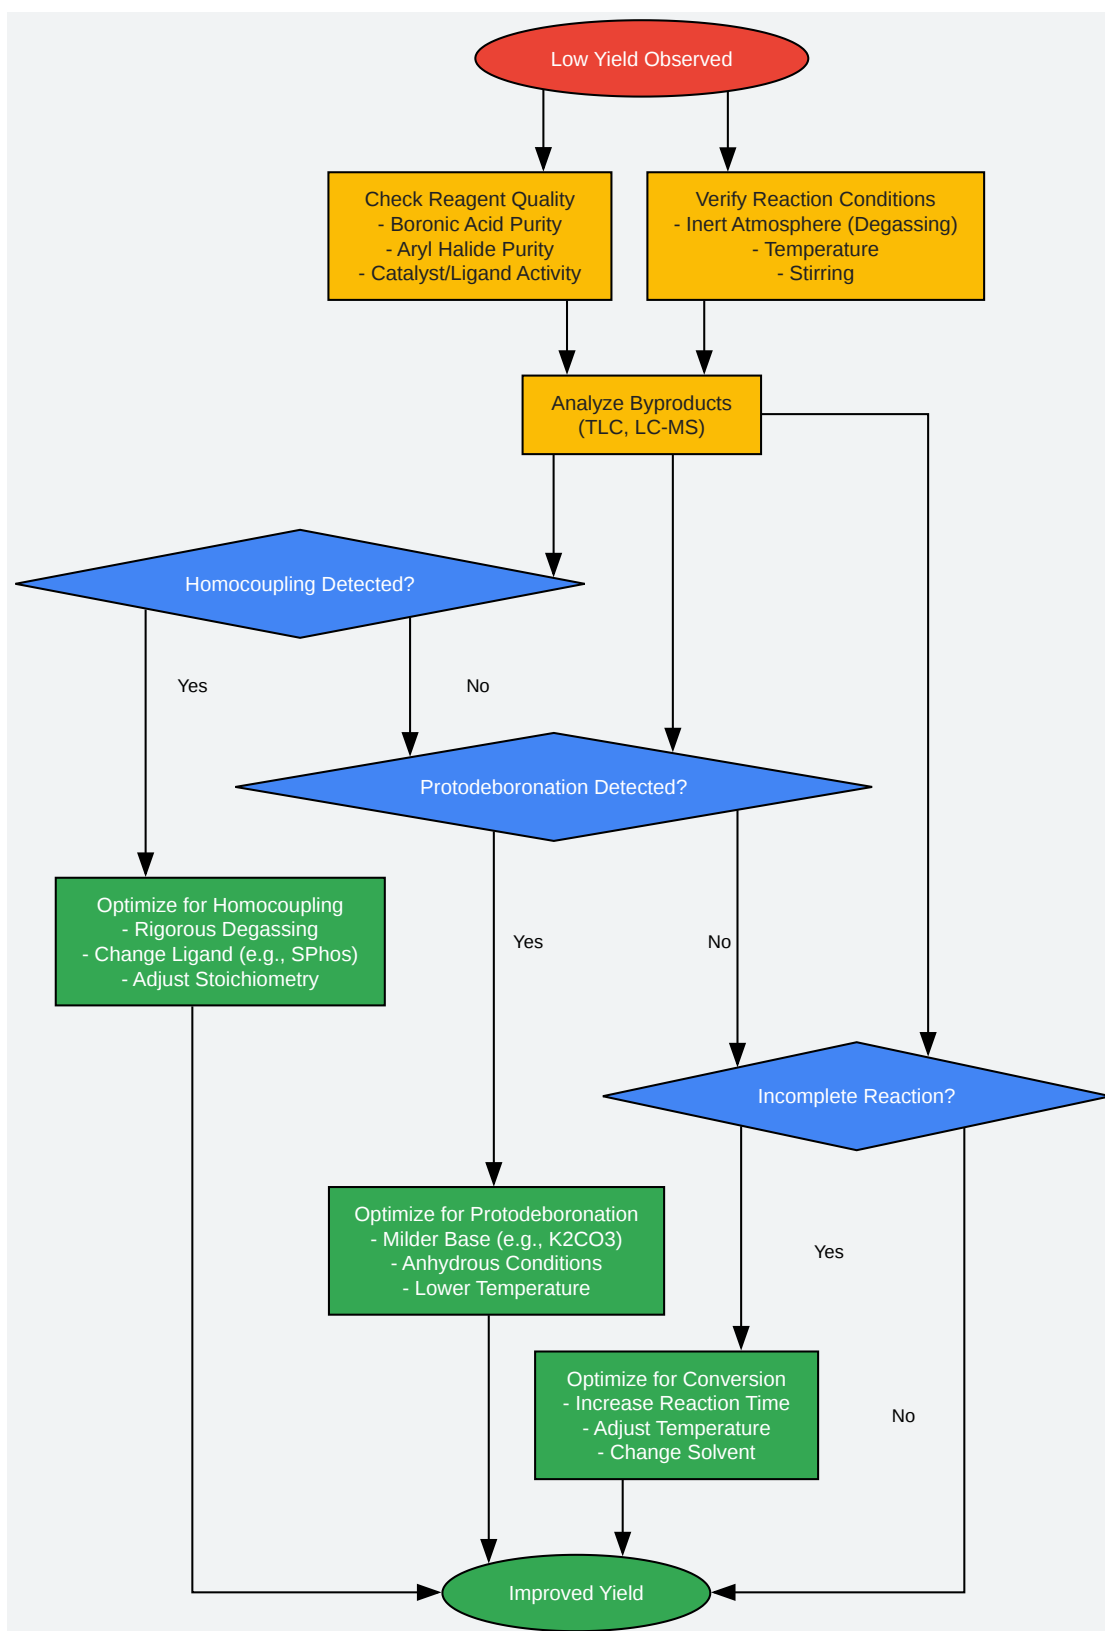 Low Yield Observed
Check Reagent Quality
- Boronic Acid Purity
- Aryl Halide Purity
- Catalyst/Ligand Activity
Verify Reaction Conditions
- Inert Atmosphere (Degassing)
- Temperature
- Stirring
Analyze Byproducts
(TLC, LC-MS)
Homocoupling Detected?
Yes
No
Protodeboronation Detected?
Optimize for Homocoupling
- Rigorous Degassing
- Change Ligand (e.g., SPhos)
- Adjust Stoichiometry
Yes
No
Incomplete Reaction?
Optimize for Protodeboronation
- Milder Base (e.g., K2CO3)
- Anhydrous Conditions
- Lower Temperature
Yes
Optimize for Conversion
- Increase Reaction Time
- Adjust Temperature
- Change Solvent
No
Improved Yield